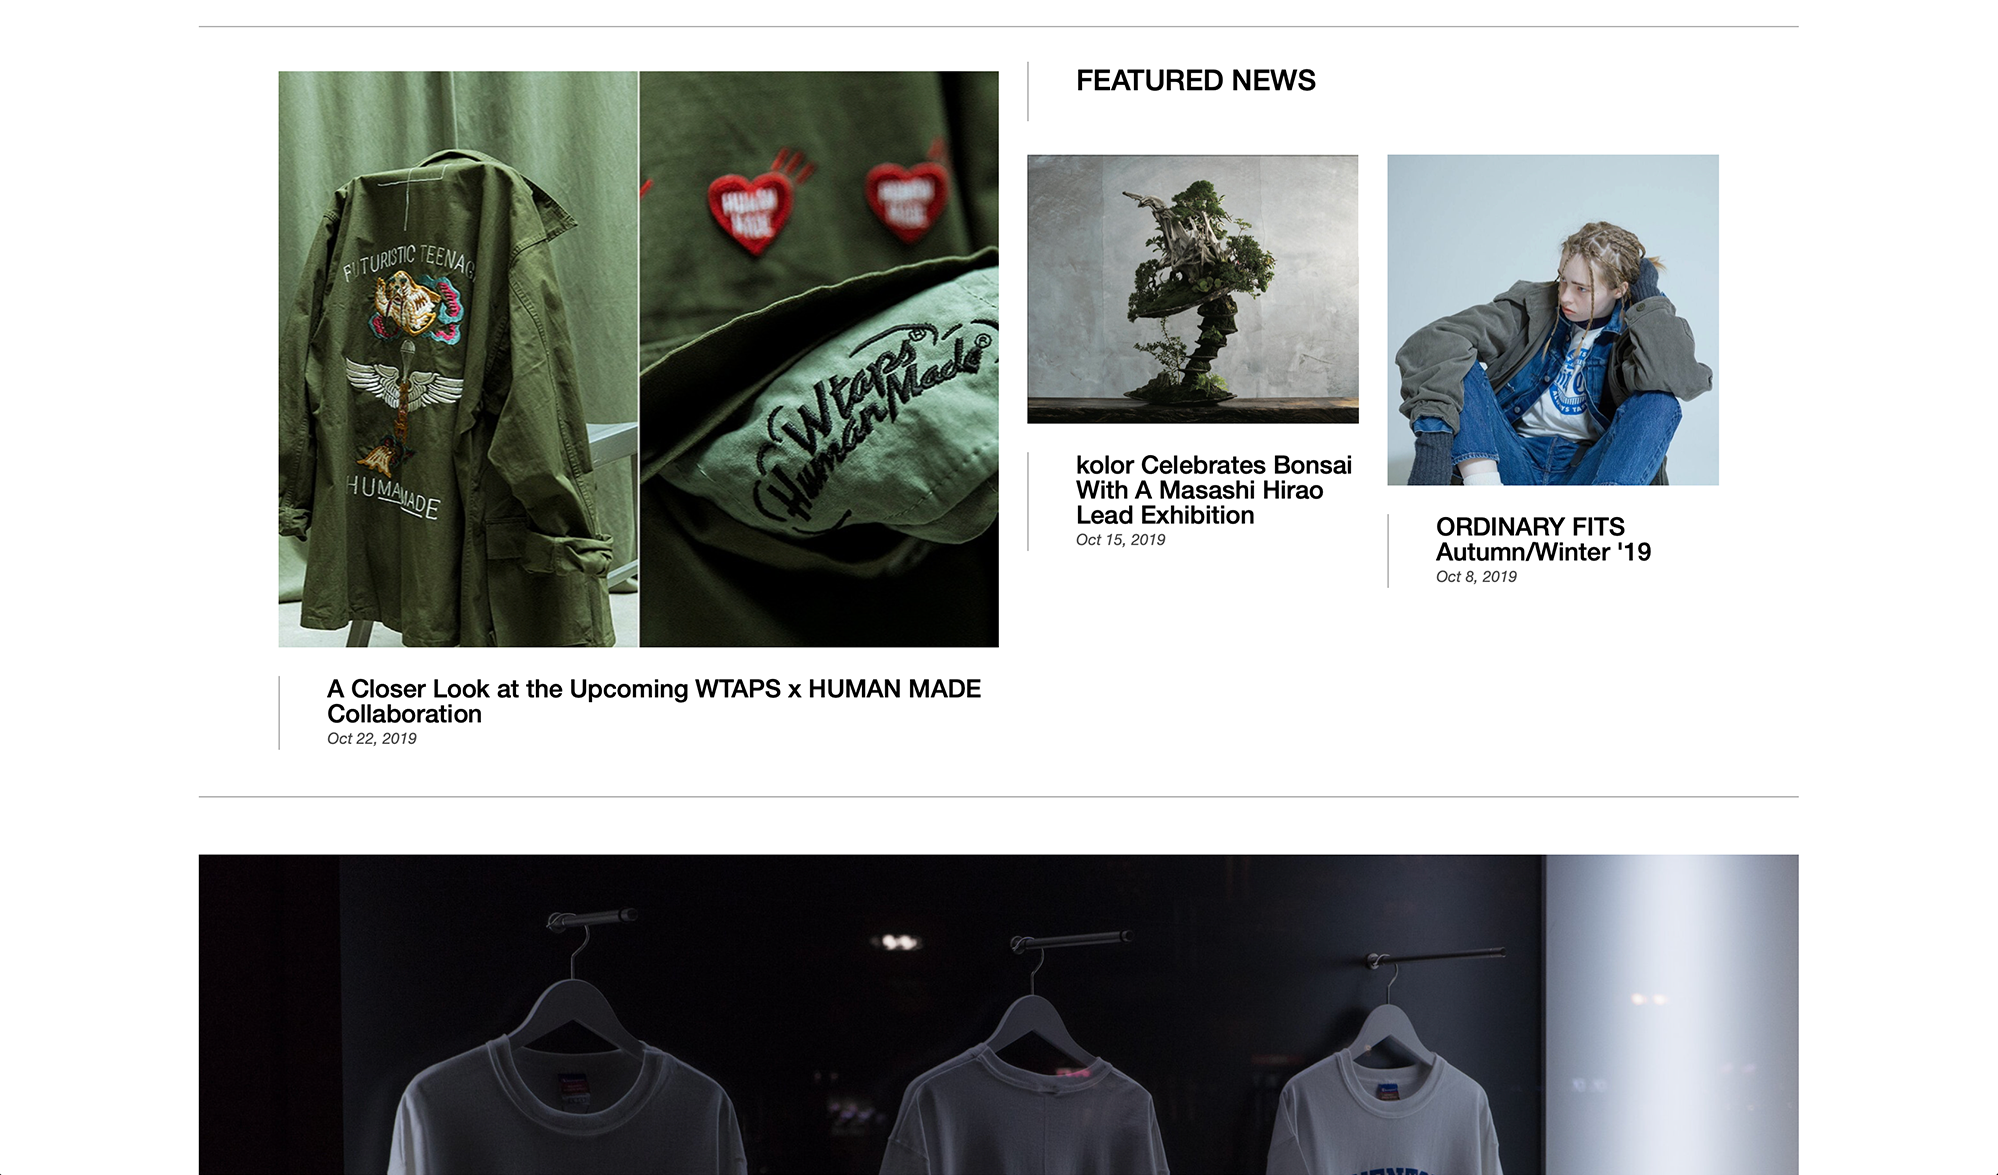 FUTURISTIC TEENAG
HUMAN MADE
HUMAN
MADE
HUMAN
MADE
Wtaps®
Human Made®
A Closer Look at the Upcoming WTAPS x HUMAN MADE
Collaboration
Oct 22, 2019
FEATURED NEWS
kolor Celebrates Bonsai
With A Masashi Hirao
Lead Exhibition
Oct 15, 2019
ORDINARY FITS
Autumn/Winter '19
Oct 8, 2019